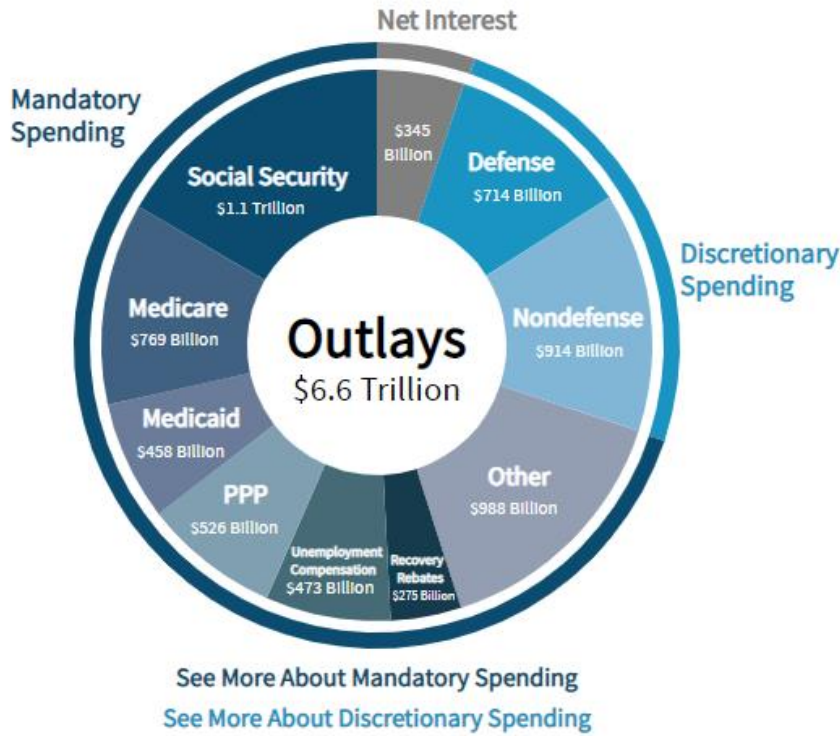 Net Interest
Mandatory
Spending
$345
Billion
Defense
$714 Billion
Social Security
$1.1 Trillion
Discretionary
Spending
Medicare
$769 Billion
Nondefense
$914 Billion
Outlays
$6.6 Trillion
Medicaid
$458 Billion
Other
$988 Billion
PPP
$526 Billion
Unemployment
Compensation
$473 Billion
Recovery
Rebates
$275 Billion
See More About Mandatory Spending
See More About Discretionary Spending